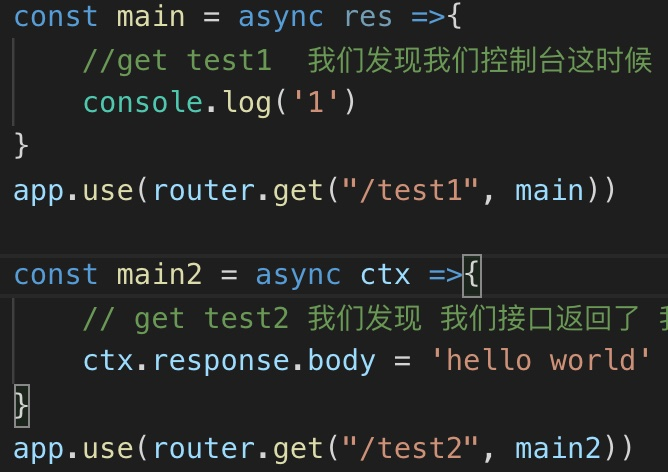 const main = async res =>{
//get test1 我们发现我们控制台这时候
console.log('1')
}
app.use(router.get("/test1", main))
const main2 = async ctx =>{
// get test2 我们发现 我们接口返回了
ctx.response.body = 'hello world'
}
app.use(router.get("/test2", main2))